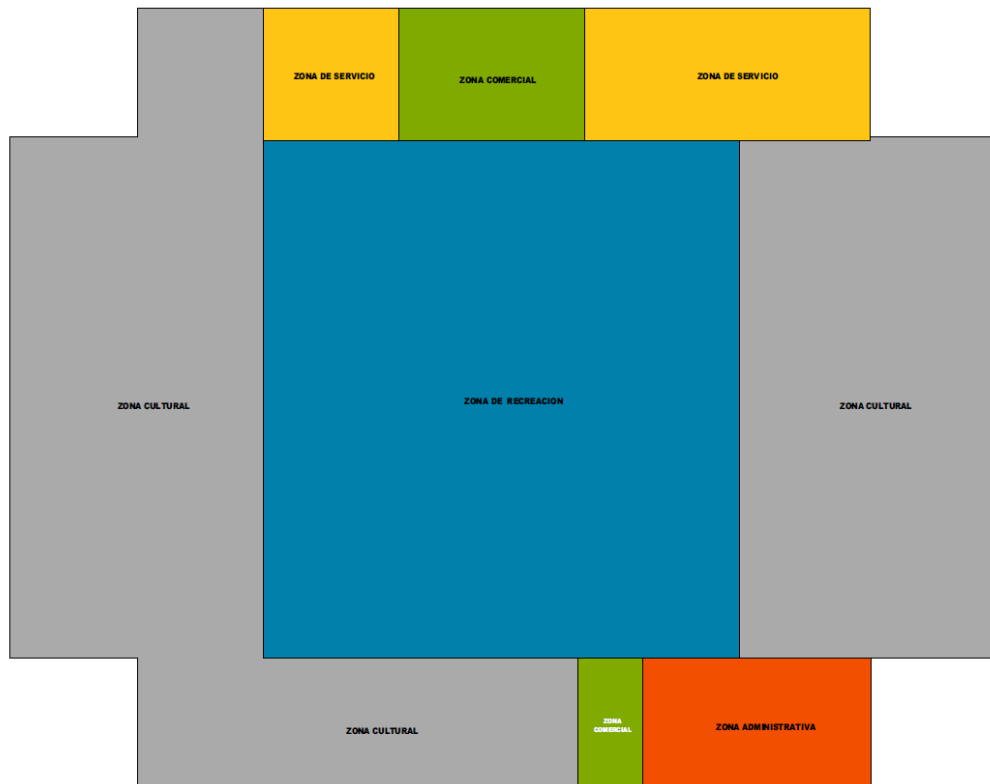 ZONA DE SERVICIO
ZONA COMERCIAL
ZONA DE SERVICIO
ZONA CULTURAL
ZONA DE RECREACION
ZONA CULTURAL
ZONA CULTURAL
ZONA
COMERCIAL
ZONA ADMINISTRATIVA